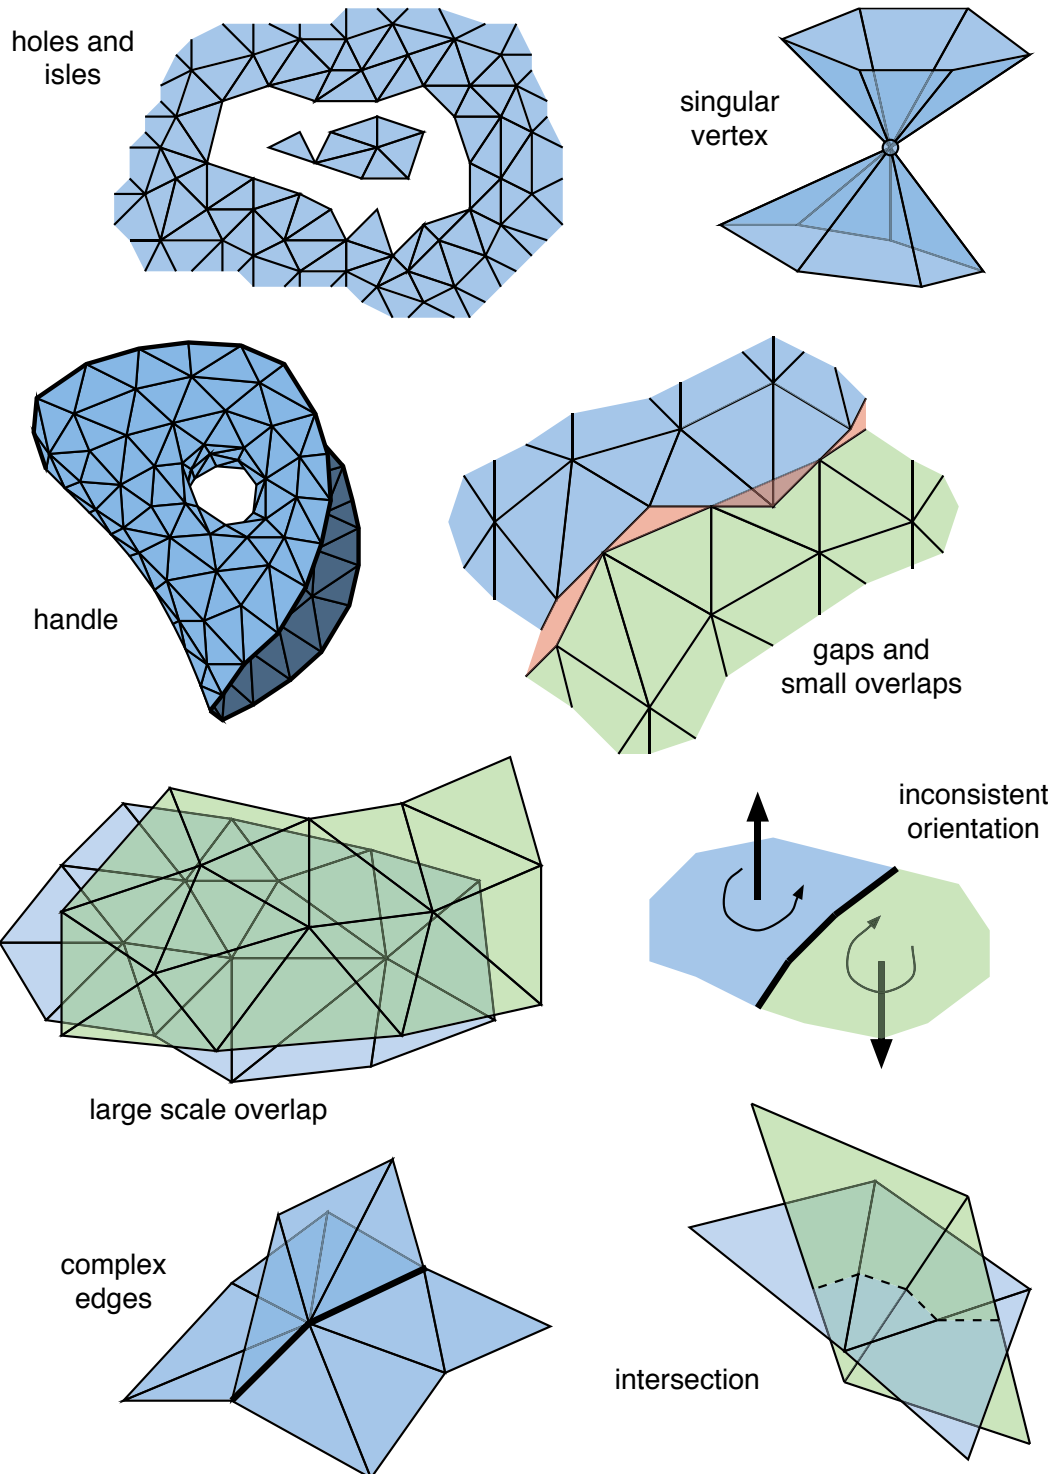 holes and
isles
singular
vertex
handle
gaps and
small overlaps
inconsistent
orientation
large scale overlap
complex
edges
intersection